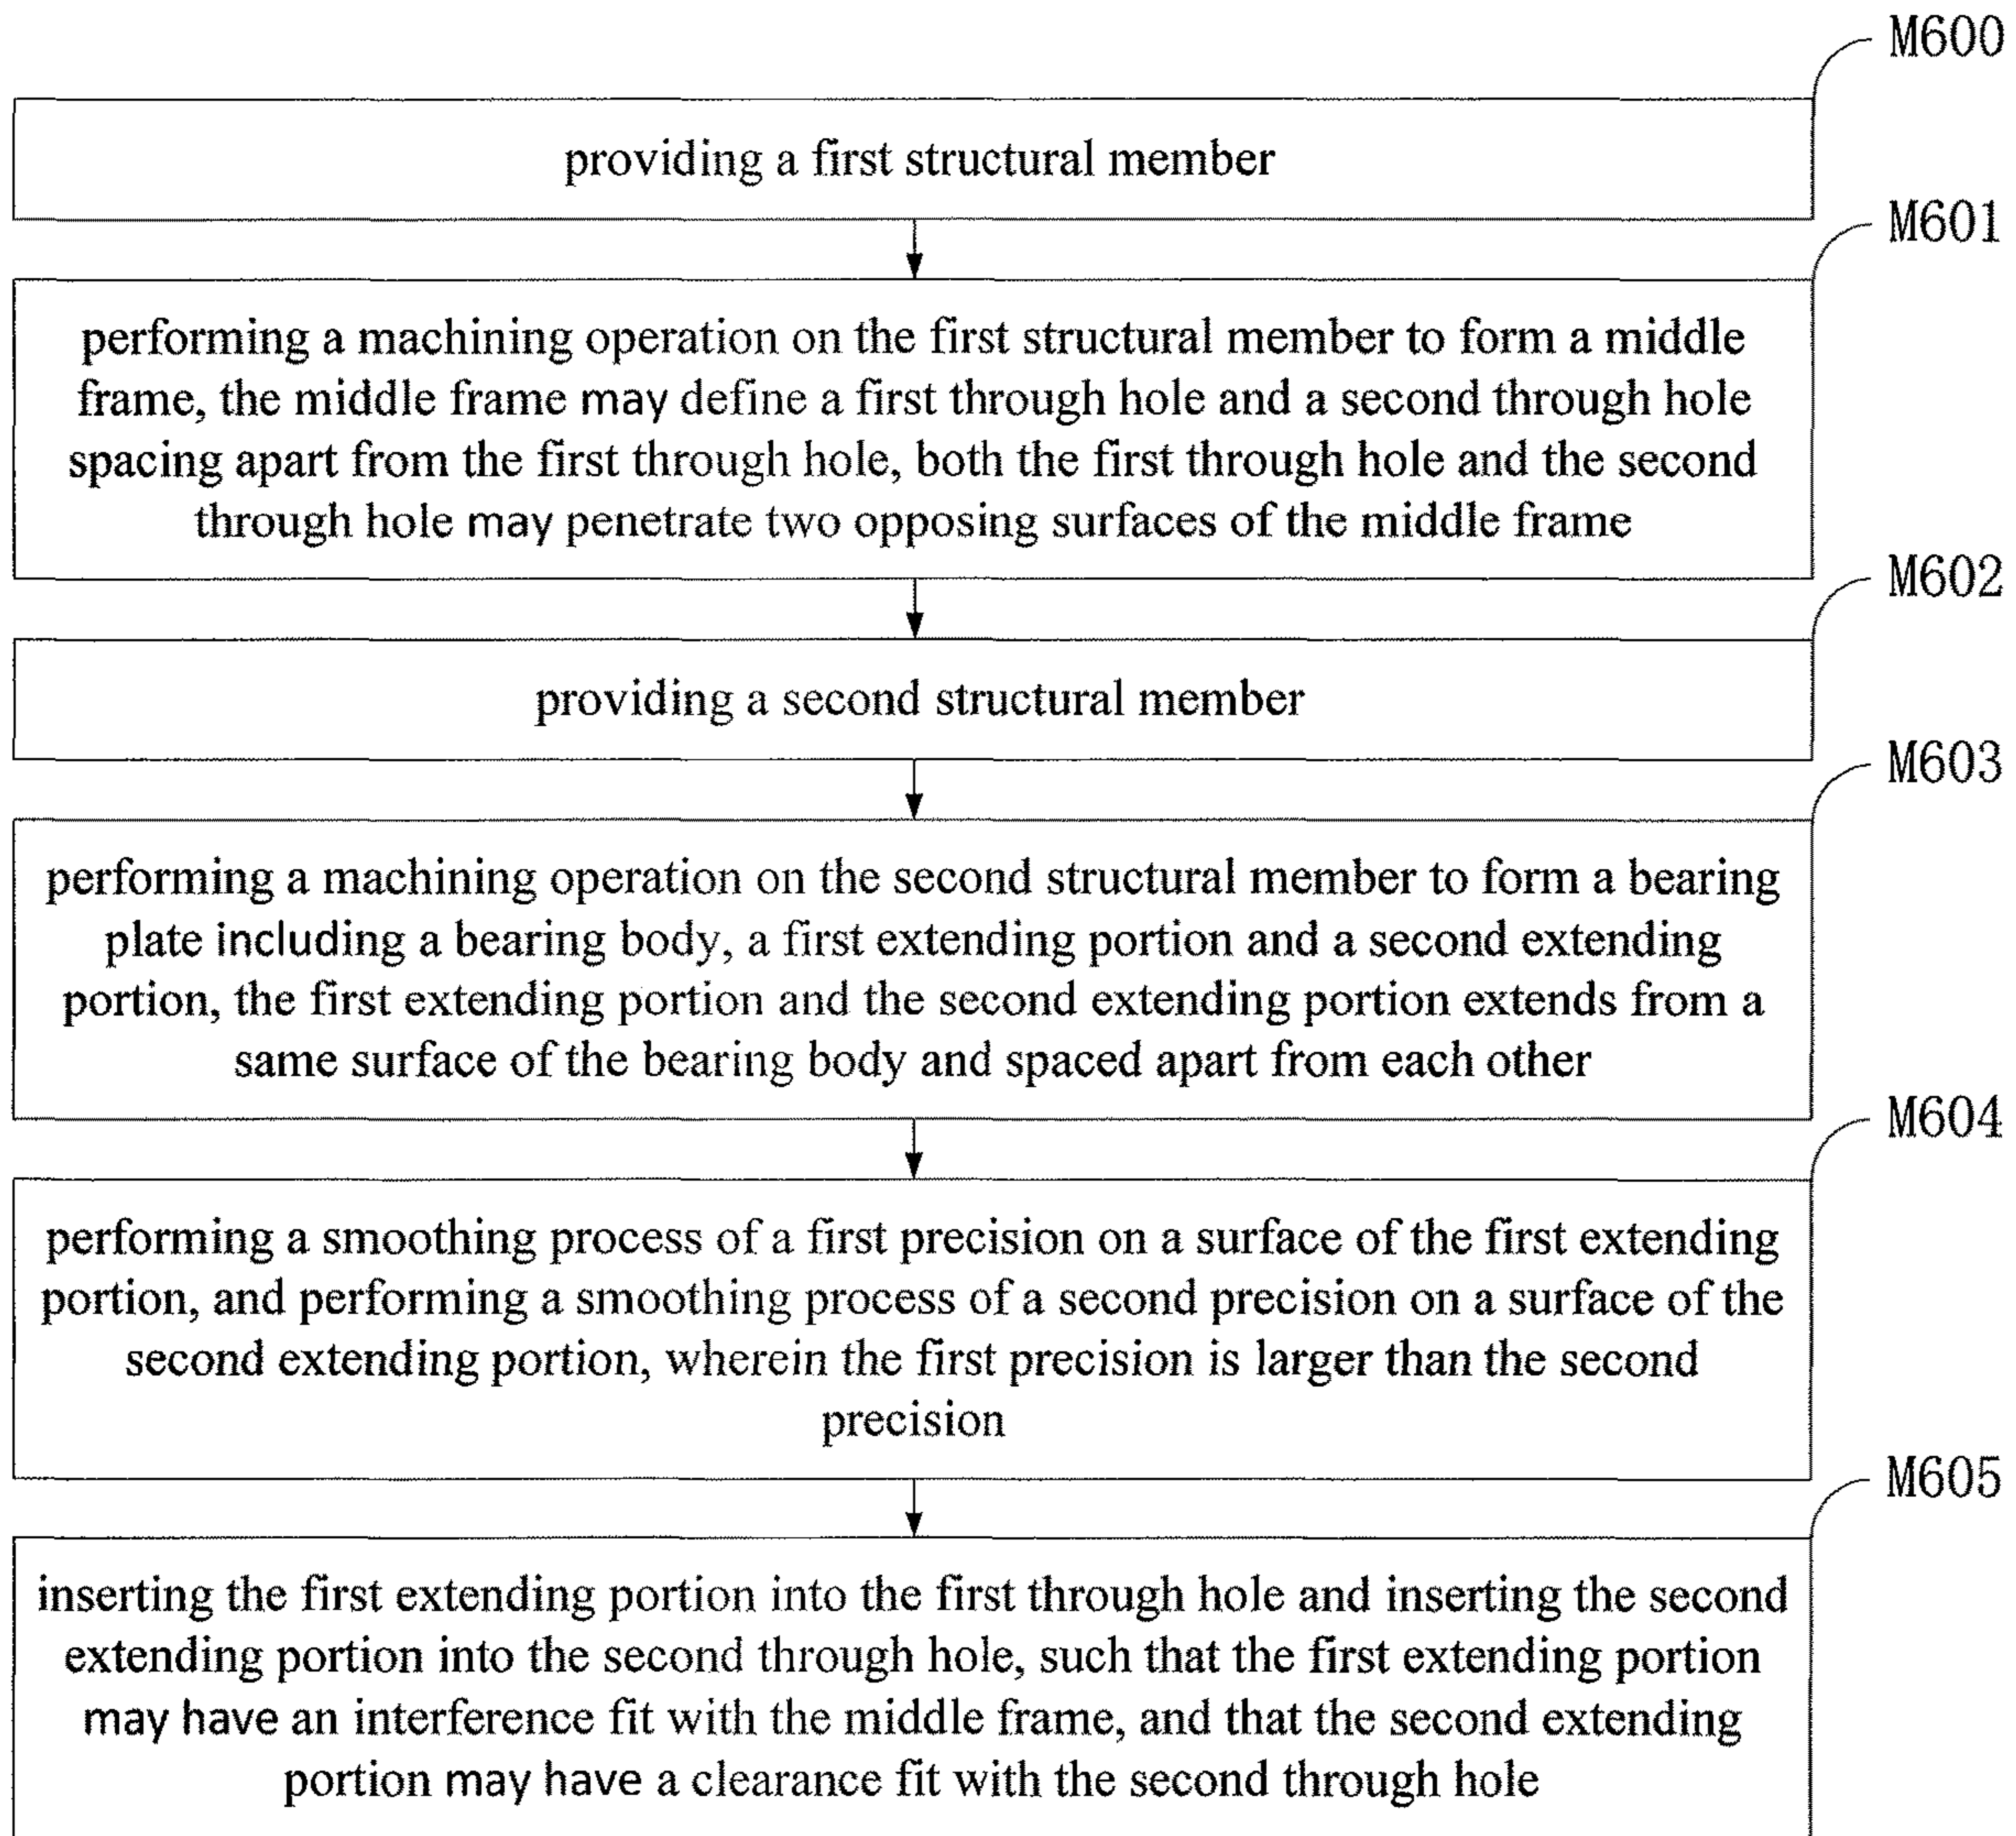 M600
providing a first structural member
M601
performing a machining operation on the first structural member to form a middle
frame, the middle frame may define a first through hole and a second through hole
spacing apart from the first through hole, both the first through hole and the second
through hole may penetrate two opposing surfaces of the middle frame
M602
providing a second structural member
M603
performing a machining operation on the second structural member to form a bearing
plate including a bearing body, a first extending portion and a second extending
portion, the first extending portion and the second extending portion extends from a
same surface of the bearing body and spaced apart from each other
M604
performing a smoothing process of a first precision on a surface of the first extending
portion, and performing a smoothing process of a second precision on a surface of the
second extending portion, wherein the first precision is larger than the second
precision
M605
inserting the first extending portion into the first through hole and inserting the second
extending portion into the second through hole, such that the first extending portion
may have an interference fit with the middle frame, and that the second extending
portion may have a clearance fit with the second through hole